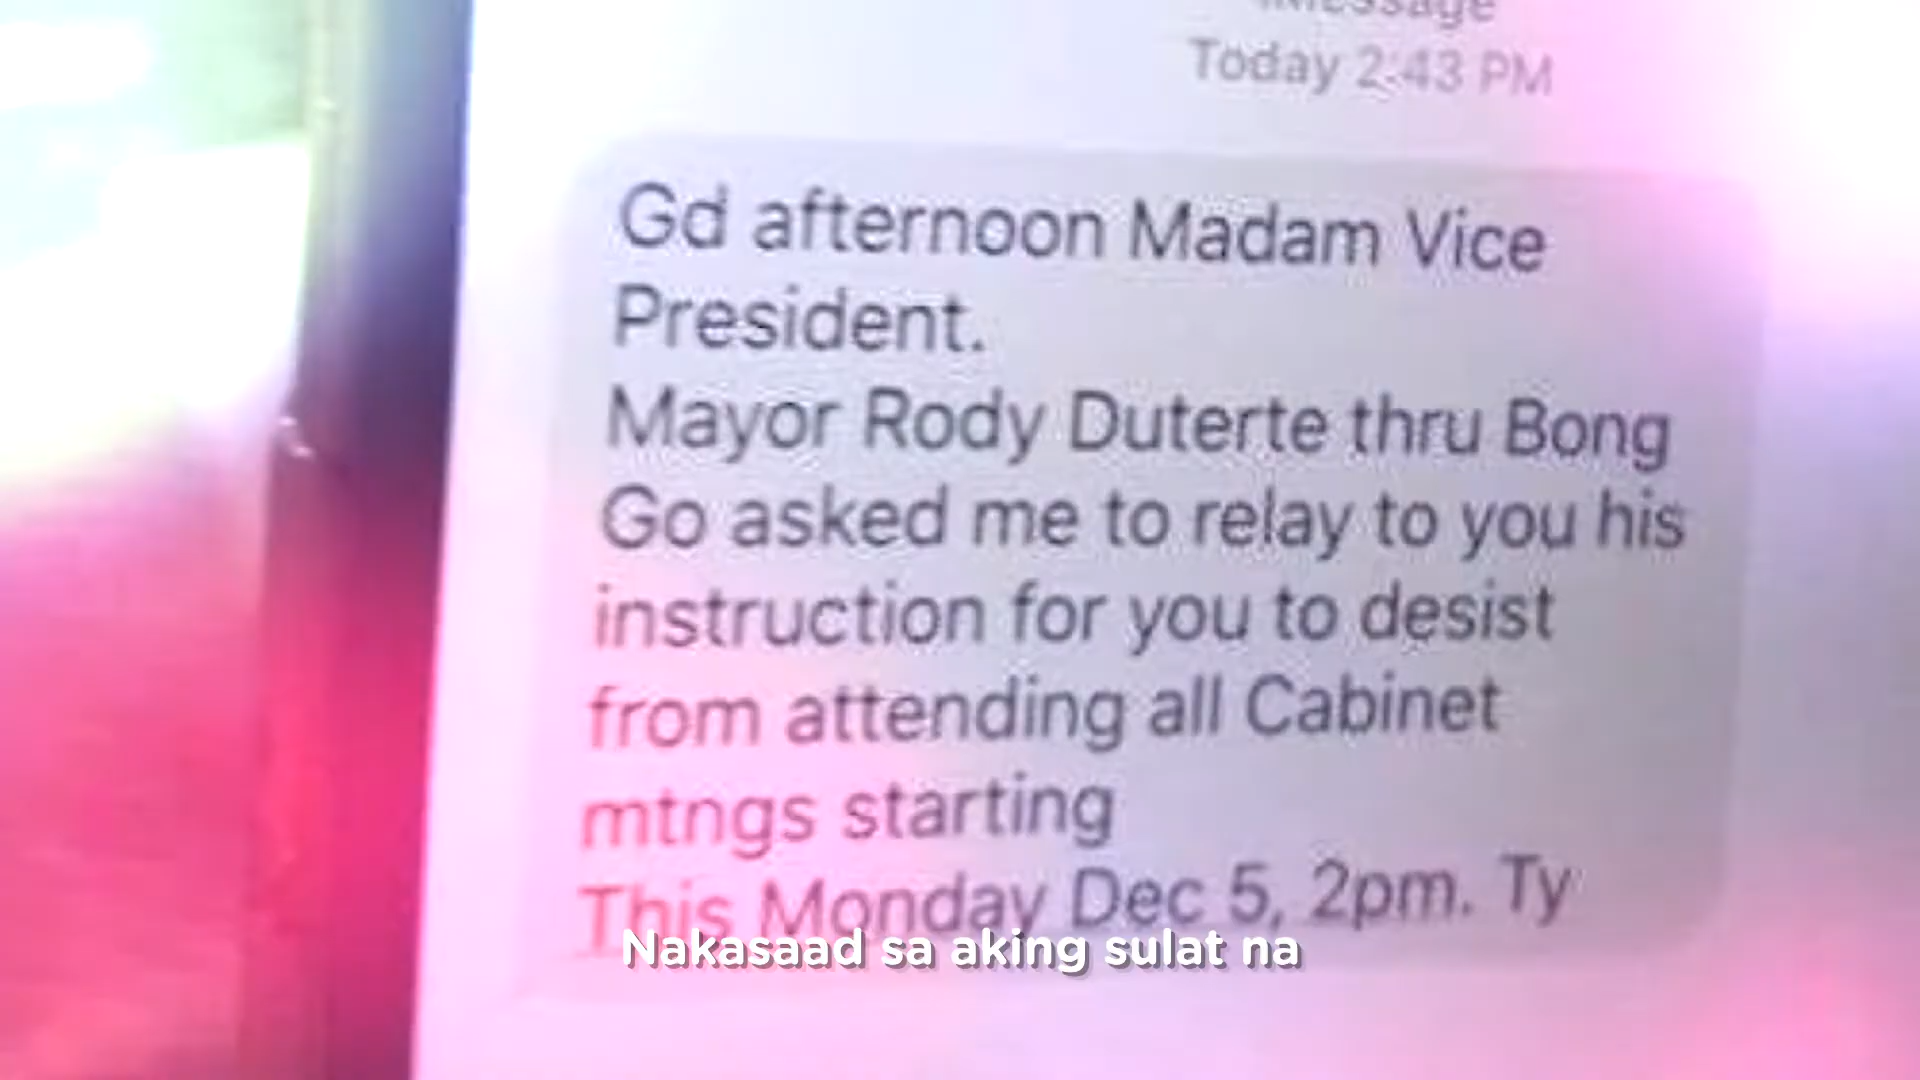 iMessage
Today 2:43 PM
Gd afternoon Madam Vice
President.
Mayor Rody Duterte thru Bong
Go asked me to relay to you his
instruction for you to desist
from attending all Cabinet
mtngs starting
This Monday Dec 5, 2pm. Ty
Nakasaad sa aking sulat na